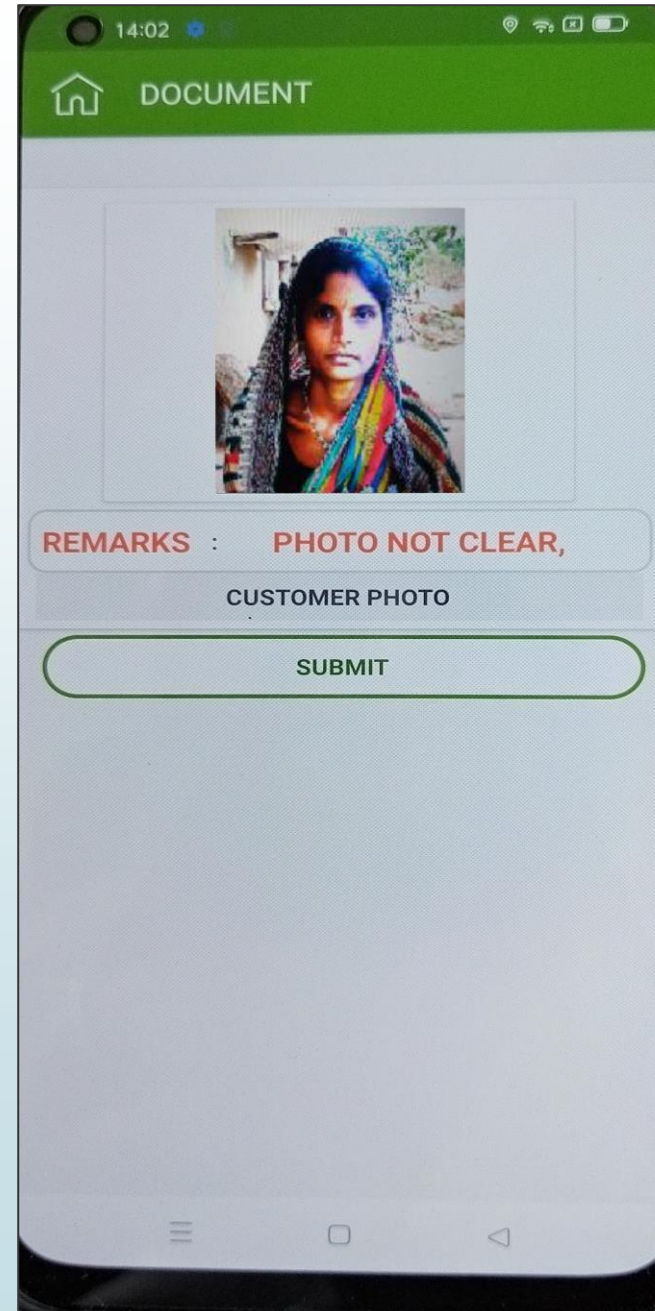 14:02
DOCUMENT
REMARKS : PHOTO NOT CLEAR,
CUSTOMER PHOTO
SUBMIT